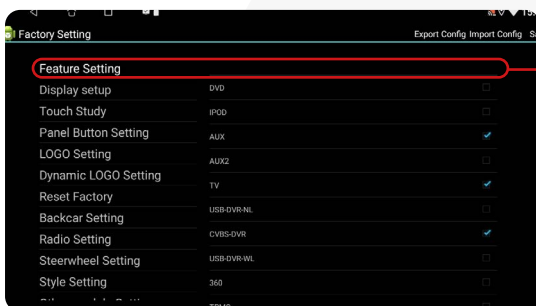 15:
Factory Setting
Export Config Import Config Sa
Feature Setting
Display setup
DVD
Touch Study
IPOD
Panel Button Setting
AUX
LOGO Setting
AUX2
Dynamic LOGO Setting
TV
Reset Factory
USB-DVR-NL
Backcar Setting
Radio Setting
CVBS-DVR
Steerwheel Setting
USB-DVR-WL
Style Setting
360